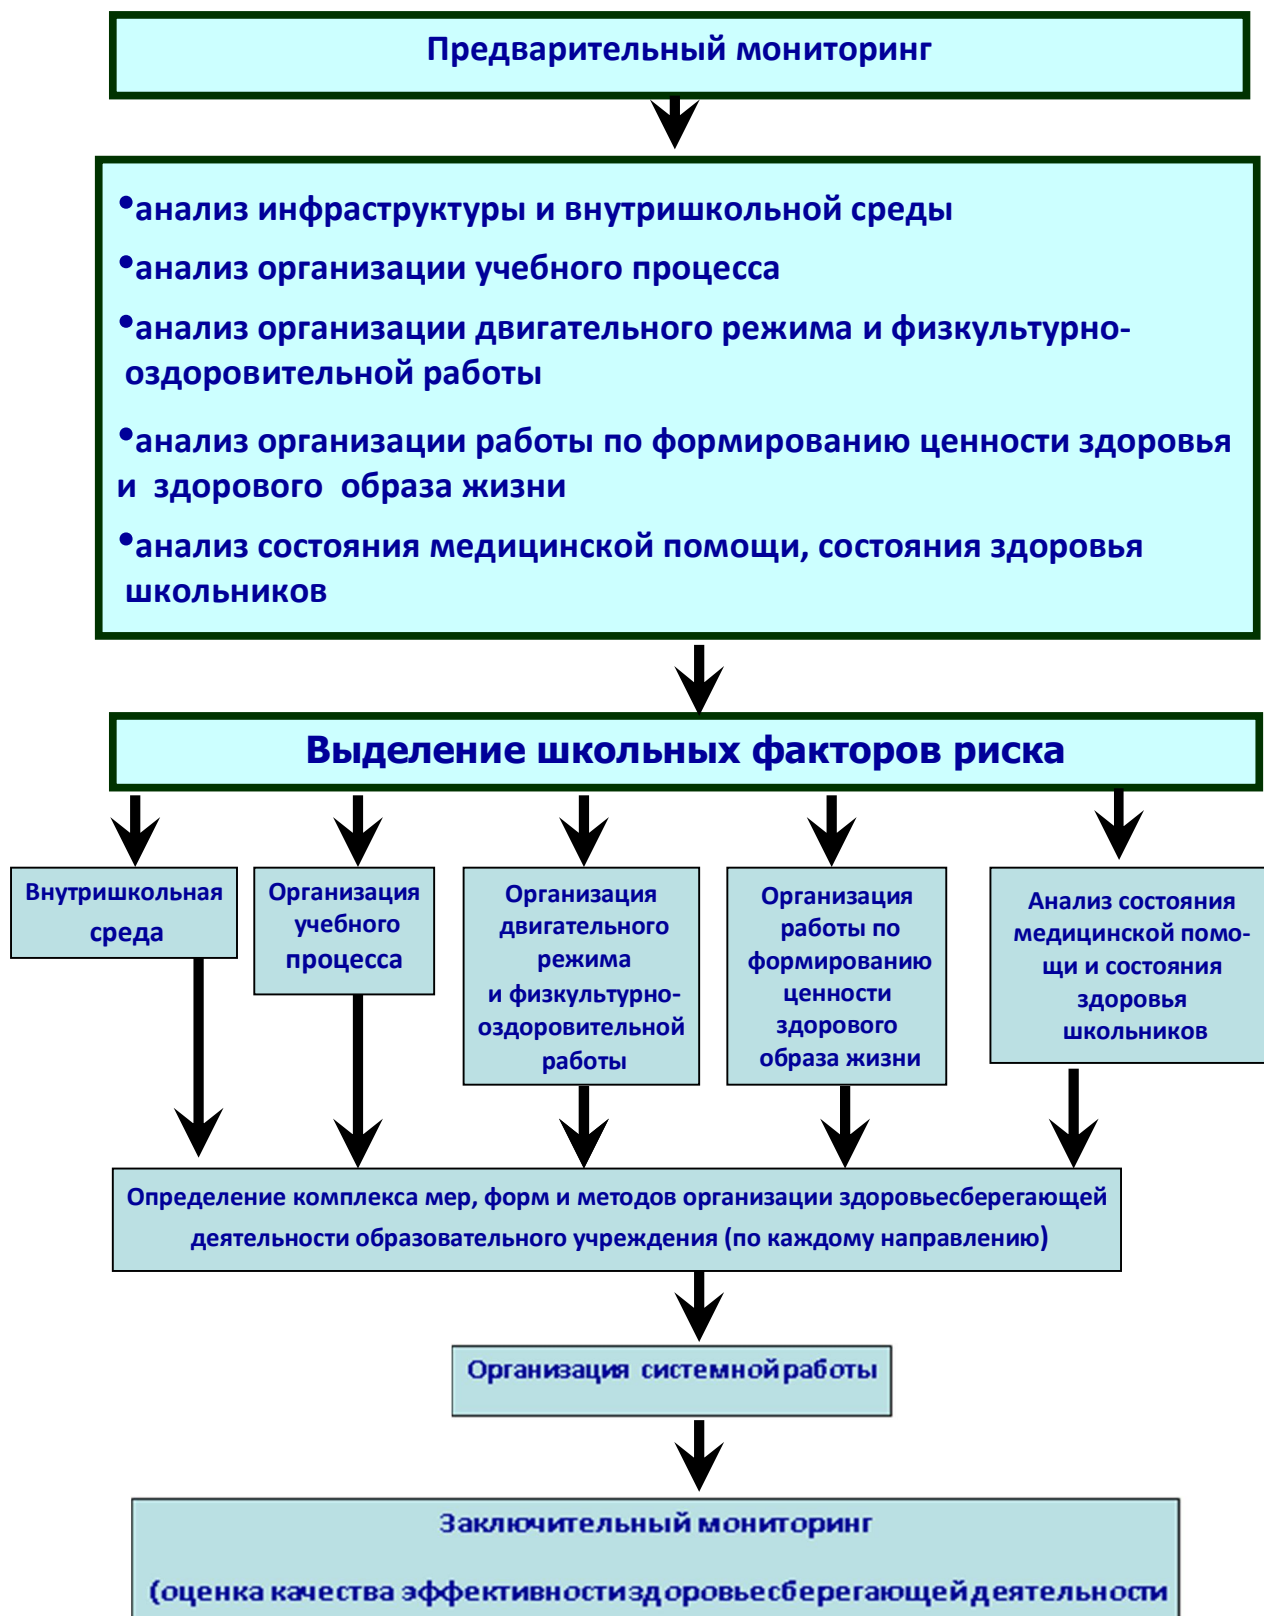 Предварительный мониторинг
•анализ инфраструктуры и внутришкольной среды
•анализ организации учебного процесса
•анализ организации двигательного режима и физкультурно-
оздоровительной работы
•анализ организации работы по формированию ценности здоровья
и здорового образа жизни
•анализ состояния медицинской помощи, состояния здоровья
школьников
Выделение школьных факторов риска
Внутришкольная
среда
Организация
учебного
процесса
Организация
двигательного
режима
и физкультурно-
оздоровительной
работы
Организация
работы по
формированию
ценности
здорового
образа жизни
Анализ состояния
медицинской помо-
щи и состояния
здоровья
школьников
Определение комплекса мер, форм и методов организации здоровьесберегающей
деятельности образовательного учреждения (по каждому направлению)
Организация системной работы
Заключительный мониторинг
(оценка качества эффективности здоровьесберегающей деятельности